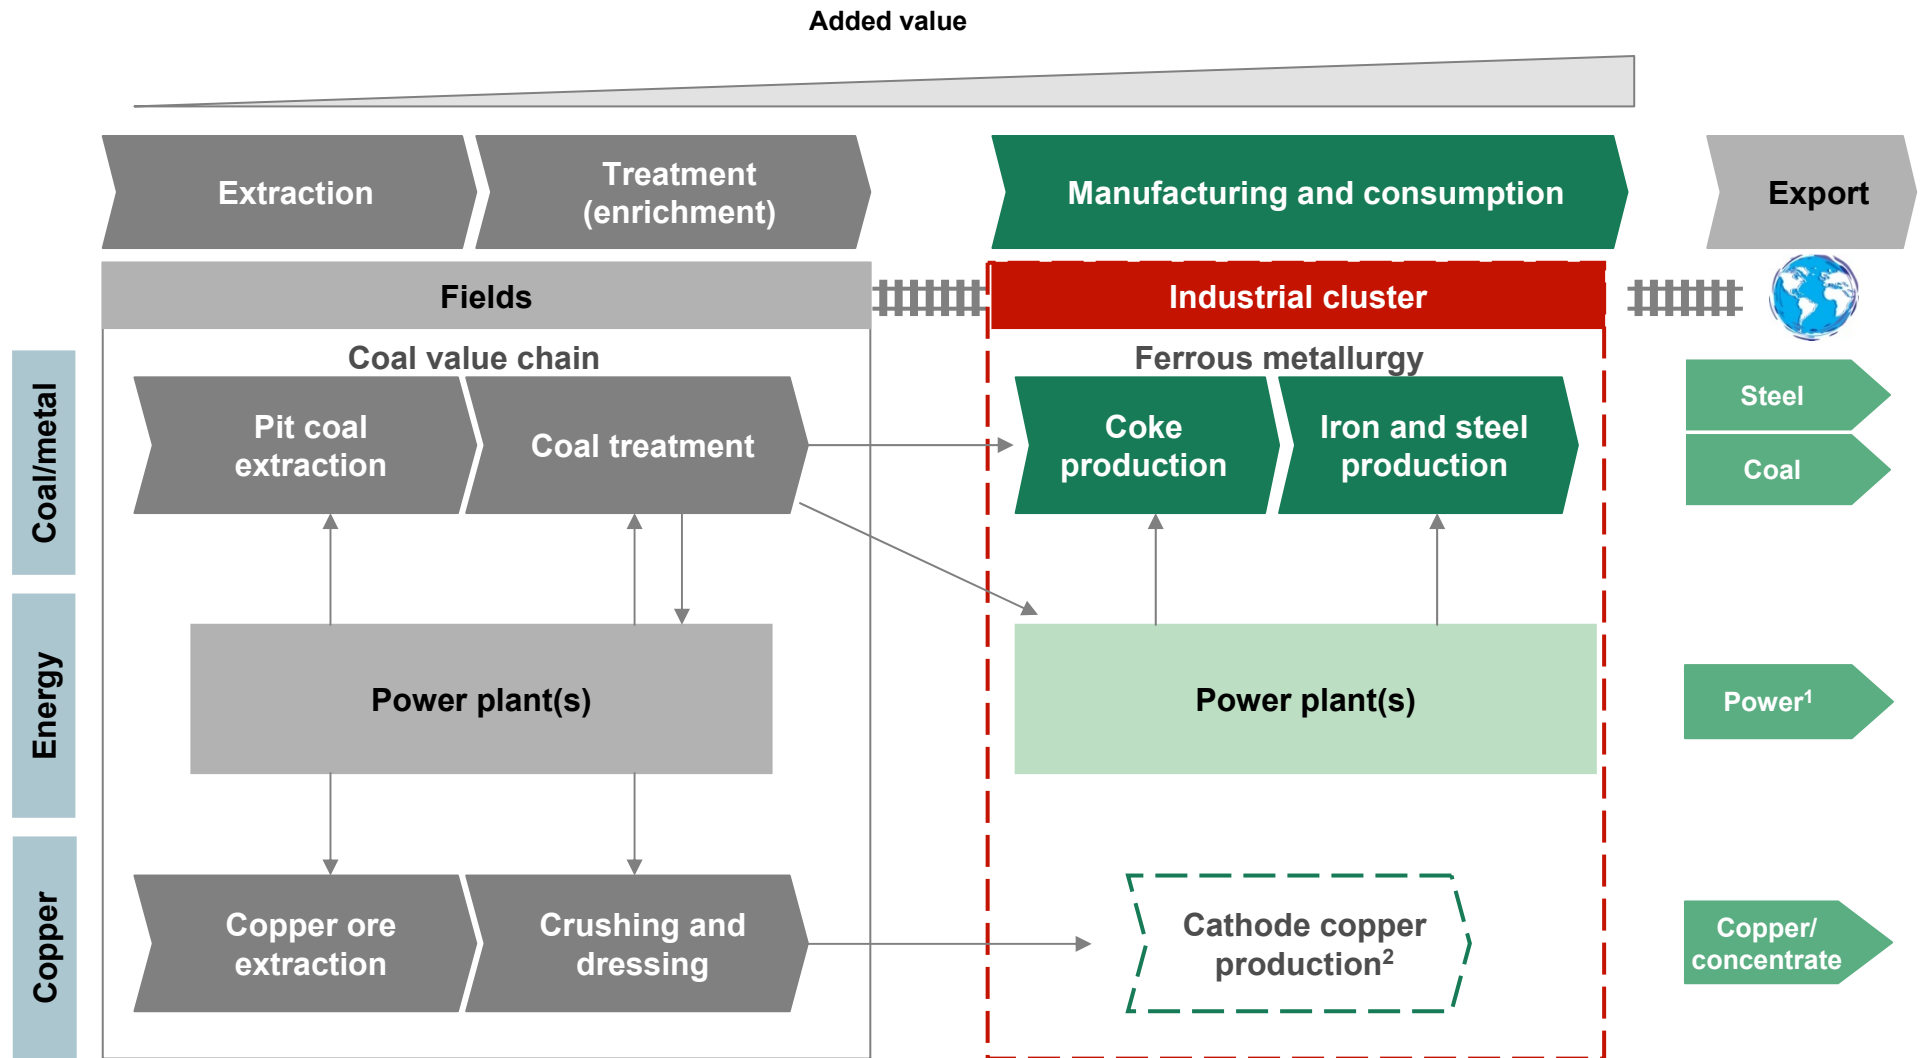 Added value
Extraction
Treatment
(enrichment)
Manufacturing and consumption
Export
Fields
Industrial cluster
Coal/metal
Coal value chain
Ferrous metallurgy
Pit coal
extraction
Coal treatment
Coke
production
Iron and steel
production
Steel
Coal
Energy
Power plant(s)
Power plant(s)
Power¹
Copper
Copper ore
extraction
Crushing and
dressing
Cathode copper
production²
Copper/
concentrate